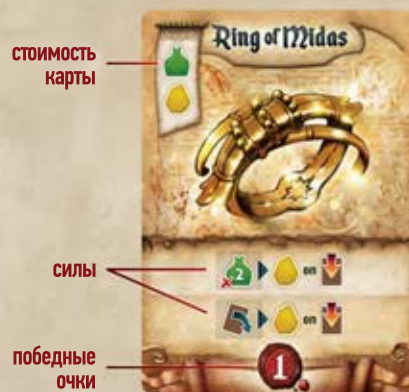 Ring of Midas
стоимость
карты
силы
2 on
on
победные
очки
1